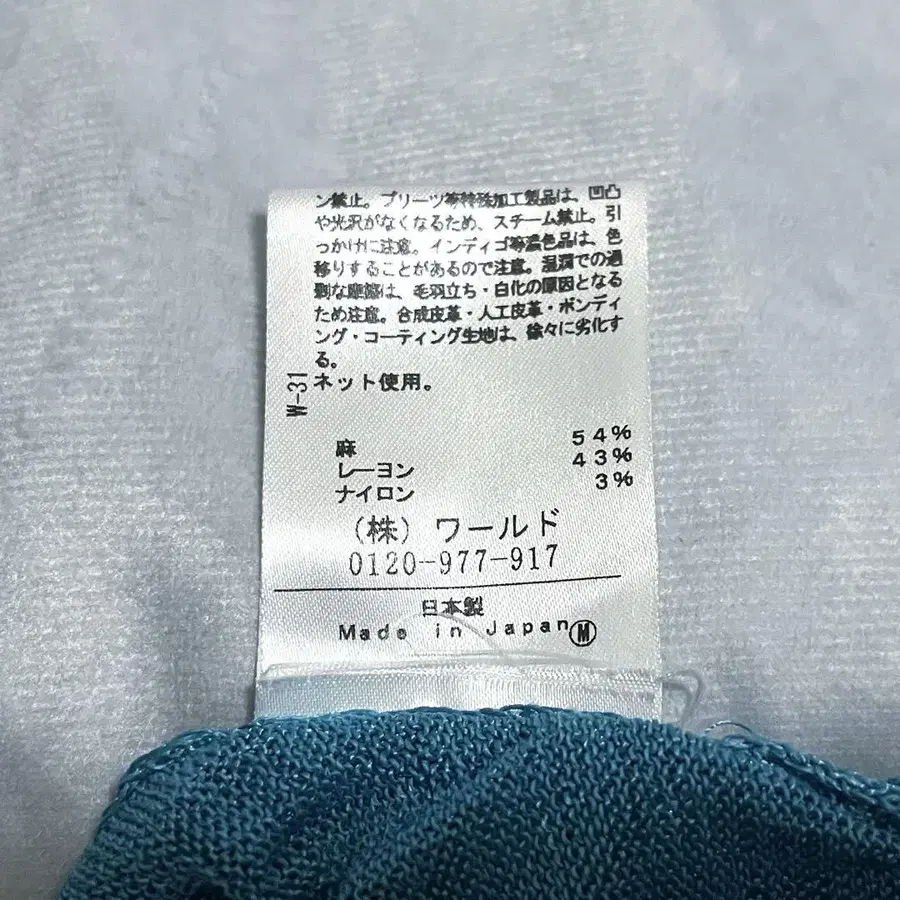 ン禁止。プリーツ等特殊加工製品は、凹凸
や光沢がなくなるため、スチーム禁止。引
っかけに注意。インディゴ等濃色品は、色
移りすることがあるので注意。湿潤での過
剰な摩擦は、毛羽立ち・白化の原因となる
ため注意。合成皮革・人工皮革・ボンディ
ング・コーティング生地は、徐々に劣化す
る。
ネット使用。
W-31
麻 54%
レーヨン 43%
ナイロン 3%
(株) ワールド
0120-977-917
日本製
Made in Japan Ⓜ